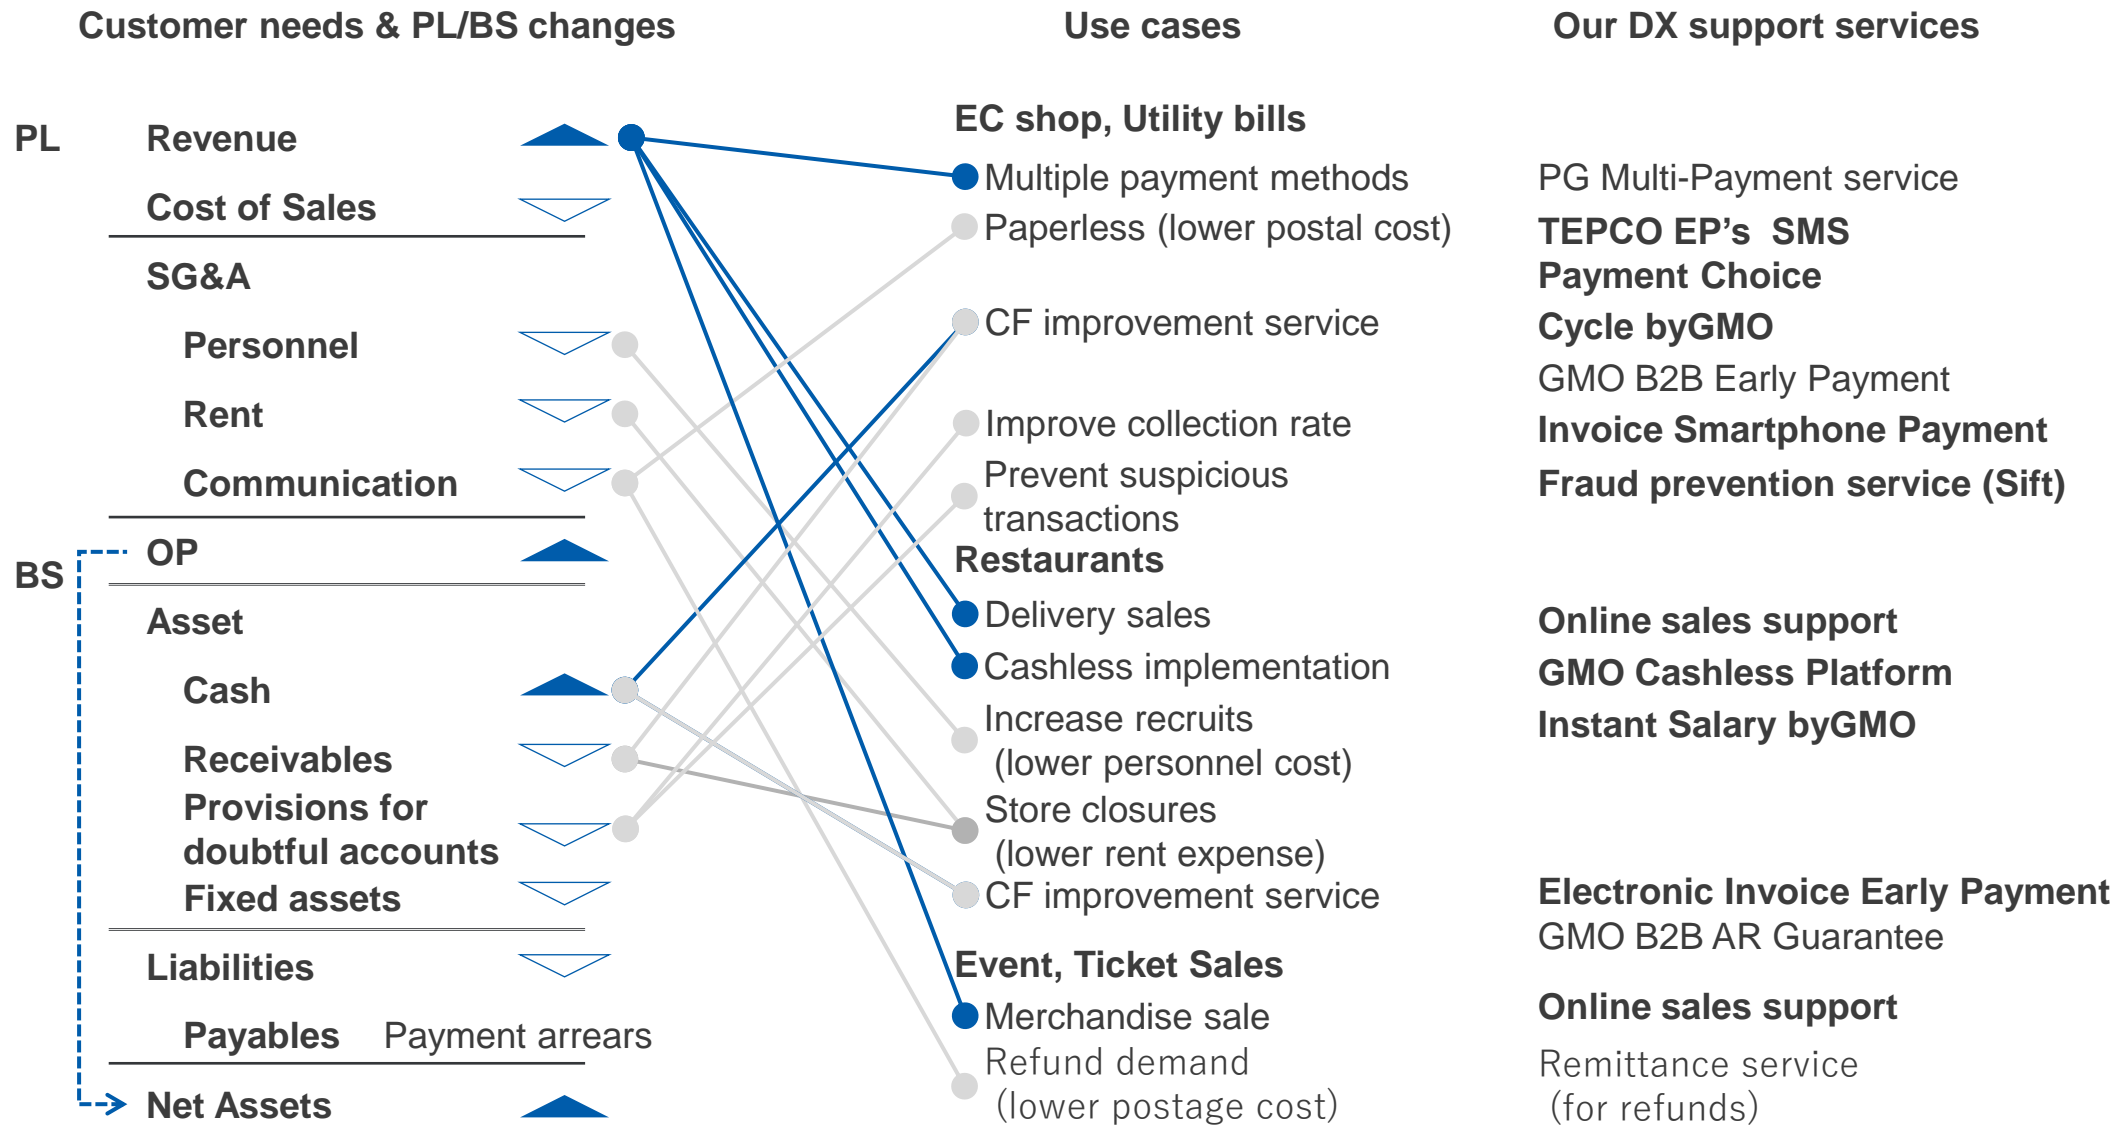 Customer needs & PL/BS changes
Use cases
Our DX support services
PL
Revenue
Cost of Sales
SG&A
Personnel
Rent
Communication
BS
OP
Asset
Cash
Receivables
Provisions for
doubtful accounts
Fixed assets
Liabilities
Payables Payment arrears
Net Assets
EC shop, Utility bills
Multiple payment methods
Paperless (lower postal cost)
CF improvement service
Improve collection rate
Prevent suspicious
transactions
Restaurants
Delivery sales
Cashless implementation
Increase recruits
(lower personnel cost)
Store closures
(lower rent expense)
CF improvement service
Event, Ticket Sales
Merchandise sale
Refund demand
(lower postage cost)
PG Multi-Payment service
TEPCO EP’s SMS
Payment Choice
Cycle byGMO
GMO B2B Early Payment
Invoice Smartphone Payment
Fraud prevention service (Sift)
Online sales support
GMO Cashless Platform
Instant Salary byGMO
Electronic Invoice Early Payment
GMO B2B AR Guarantee
Online sales support
Remittance service
(for refunds)